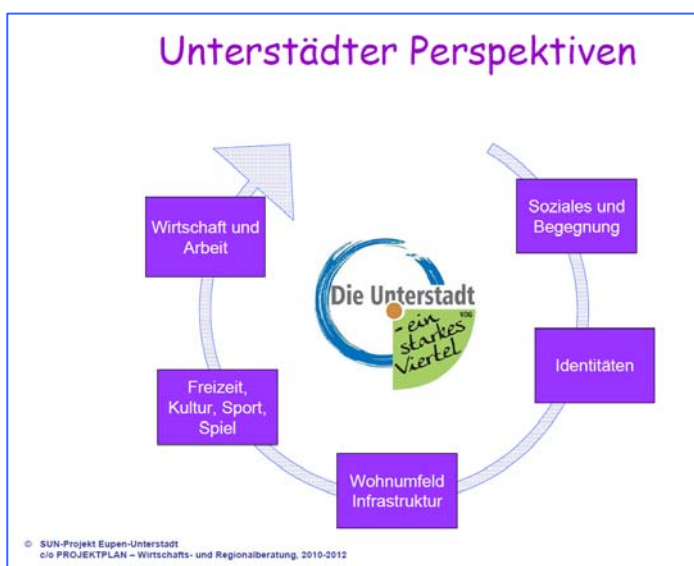 Unterstädter Perspektiven
Soziales und
Begegnung
Identitäten
Wohnumfeld
Infrastruktur
Freizeit,
Kultur, Sport,
Spiel
Wirtschaft und
Arbeit
Die Unterstadt
VOG
- ein
starkes
Viertel
© SUN-Projekt Eupen-Unterstadt
c/o PROJEKTPLAN – Wirtschafts- und Regionalberatung, 2010-2012